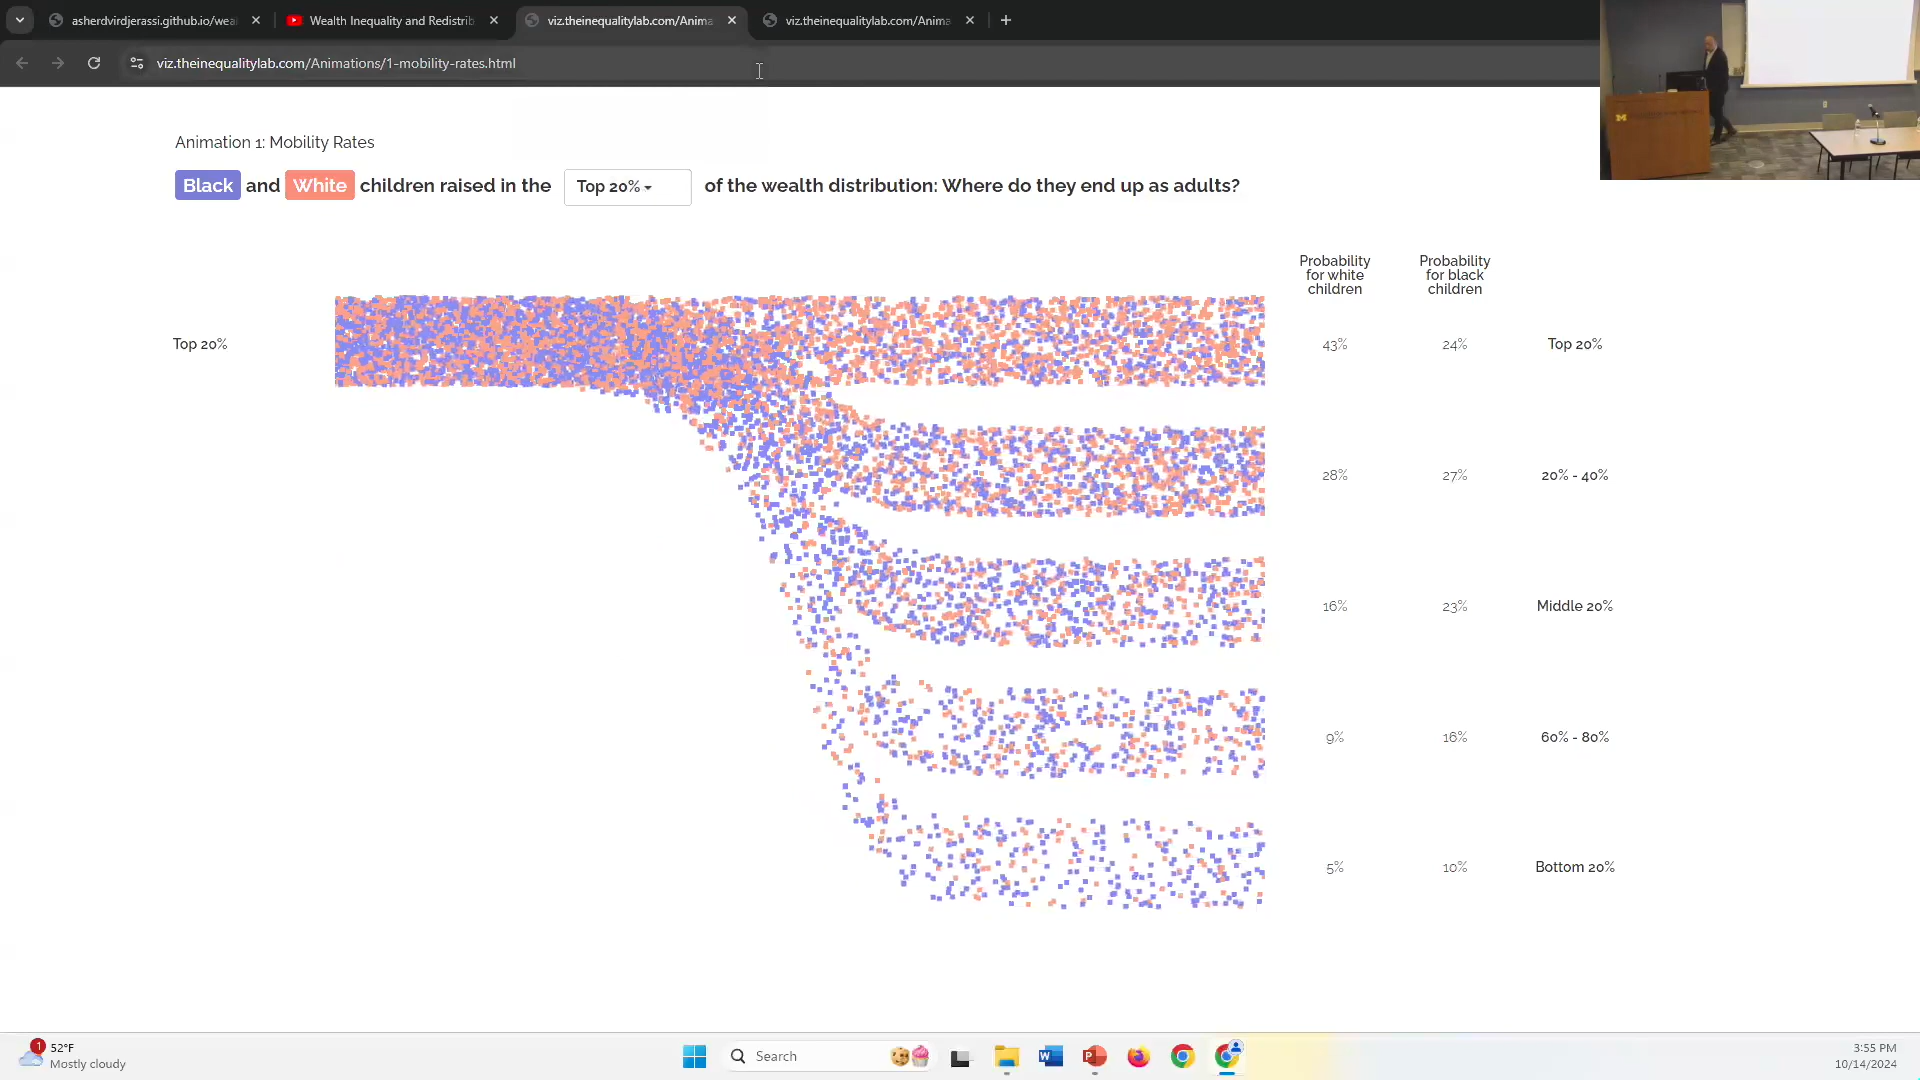 asherdvirdjerassi.github.io/wea
Wealth Inequality and Redistrib
viz.theinequalitylab.com/Anima
viz.theinequalitylab.com/Anima
viz.theinequalitylab.com/Animations/1-mobility-rates.html
Animation 1: Mobility Rates
Black and White children raised in the Top 20% of the wealth distribution: Where do they end up as adults?
Probability for white children
Probability for black children
Top 20%
43% 24% Top 20%
28% 27% 20% - 40%
16% 23% Middle 20%
9% 16% 60% - 80%
5% 10% Bottom 20%
1
52°F
Mostly cloudy
Search
3:55 PM
10/14/2024